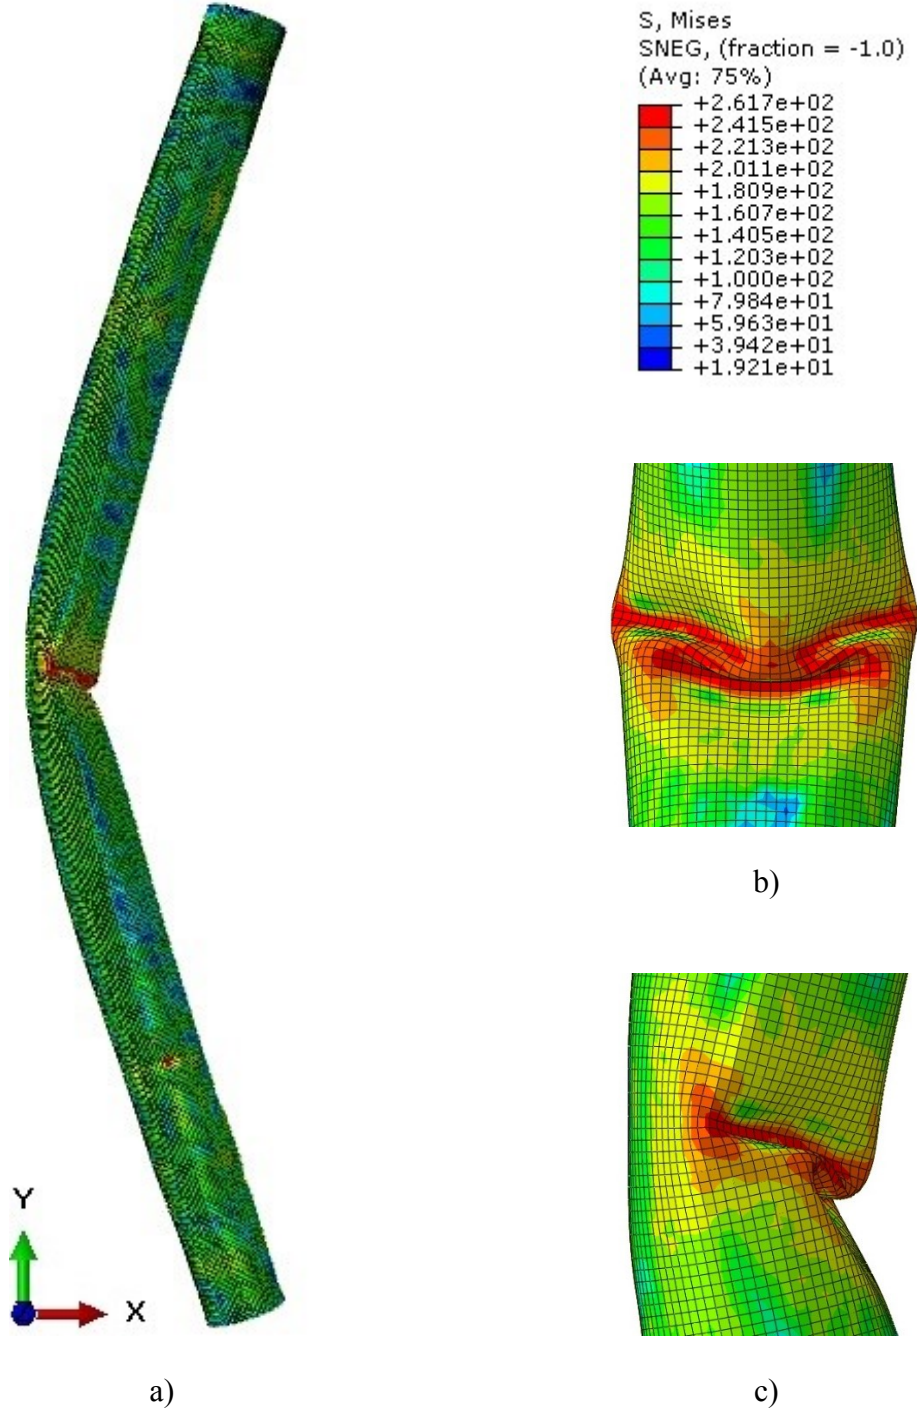 S, Mises
SNEG, (fraction = -1.0)
(Avg: 75%)
+2.617e+02
+2.415e+02
+2.213e+02
+2.011e+02
+1.809e+02
+1.607e+02
+1.405e+02
+1.203e+02
+1.000e+02
+7.984e+01
+5.963e+01
+3.942e+01
+1.921e+01
b)
Y
X
a)
c)